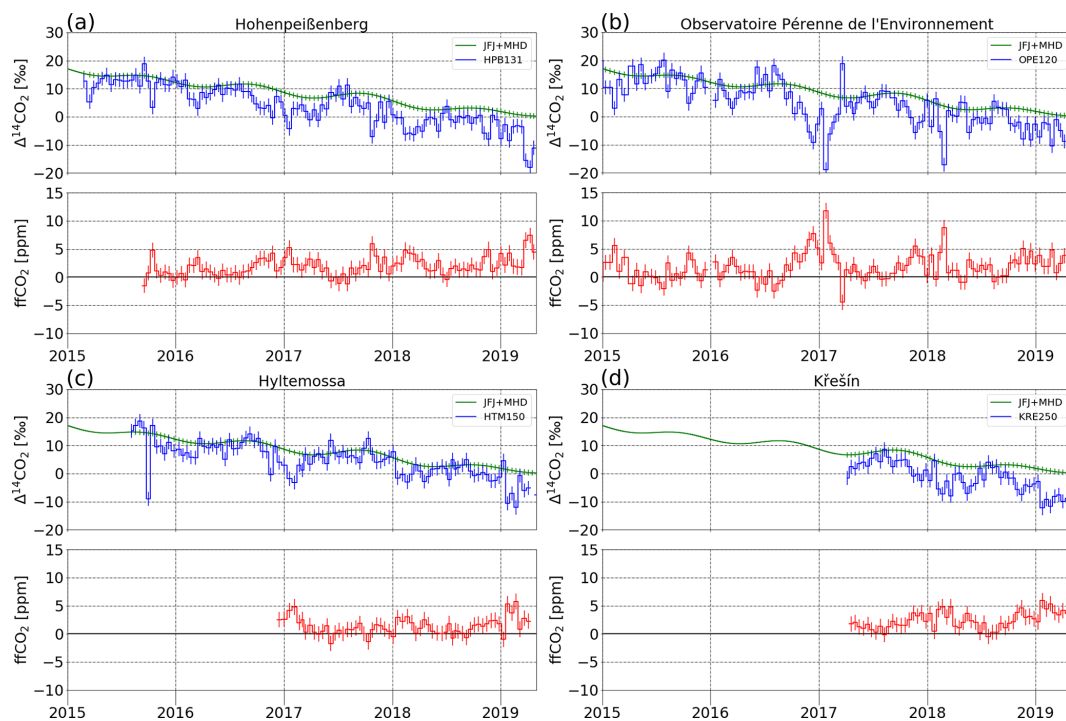 (a) Hohenpeißenberg
30
20
10
0
−10
−20
Δ¹⁴CO₂ [‰]
JFJ+MHD
HPB131
15
10
5
0
−5
−10
ffCO₂ [ppm]
2015 2016 2017 2018 2019
(b) Observatoire Pérenne de l'Environnement
30
20
10
0
−10
−20
Δ¹⁴CO₂ [‰]
JFJ+MHD
OPE120
15
10
5
0
−5
−10
ffCO₂ [ppm]
2015 2016 2017 2018 2019
(c) Hyltemossa
30
20
10
0
−10
20
Δ¹⁴CO₂ [‰]
JFJ+MHD
HTM150
15
10
5
0
−5
−10
ffCO₂ [ppm]
2015 2016 2017 2018 2019
(d) Křešín
30
20
10
0
−10
20
Δ¹⁴CO₂ [‰]
JFJ+MHD
KRE250
15
10
5
0
−5
−10
ffCO₂ [ppm]
2015 2016 2017 2018 2019